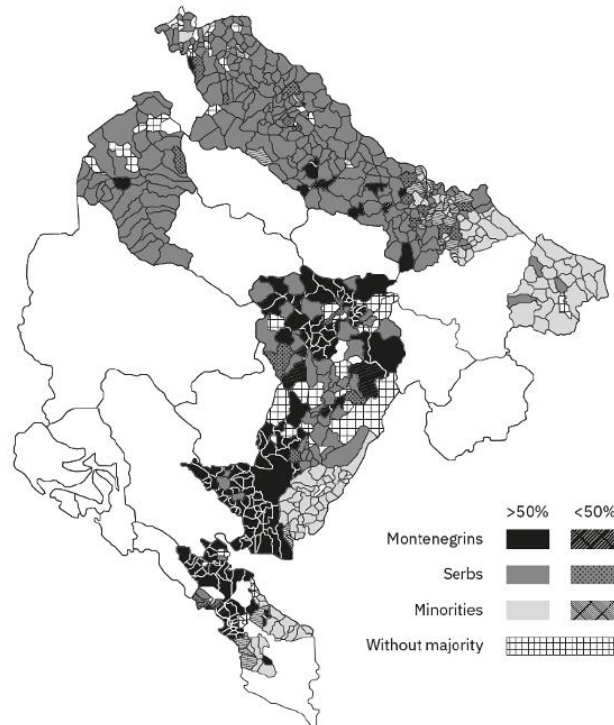 >50% <50%
Montenegrins
Serbs
Minorities
Without majority